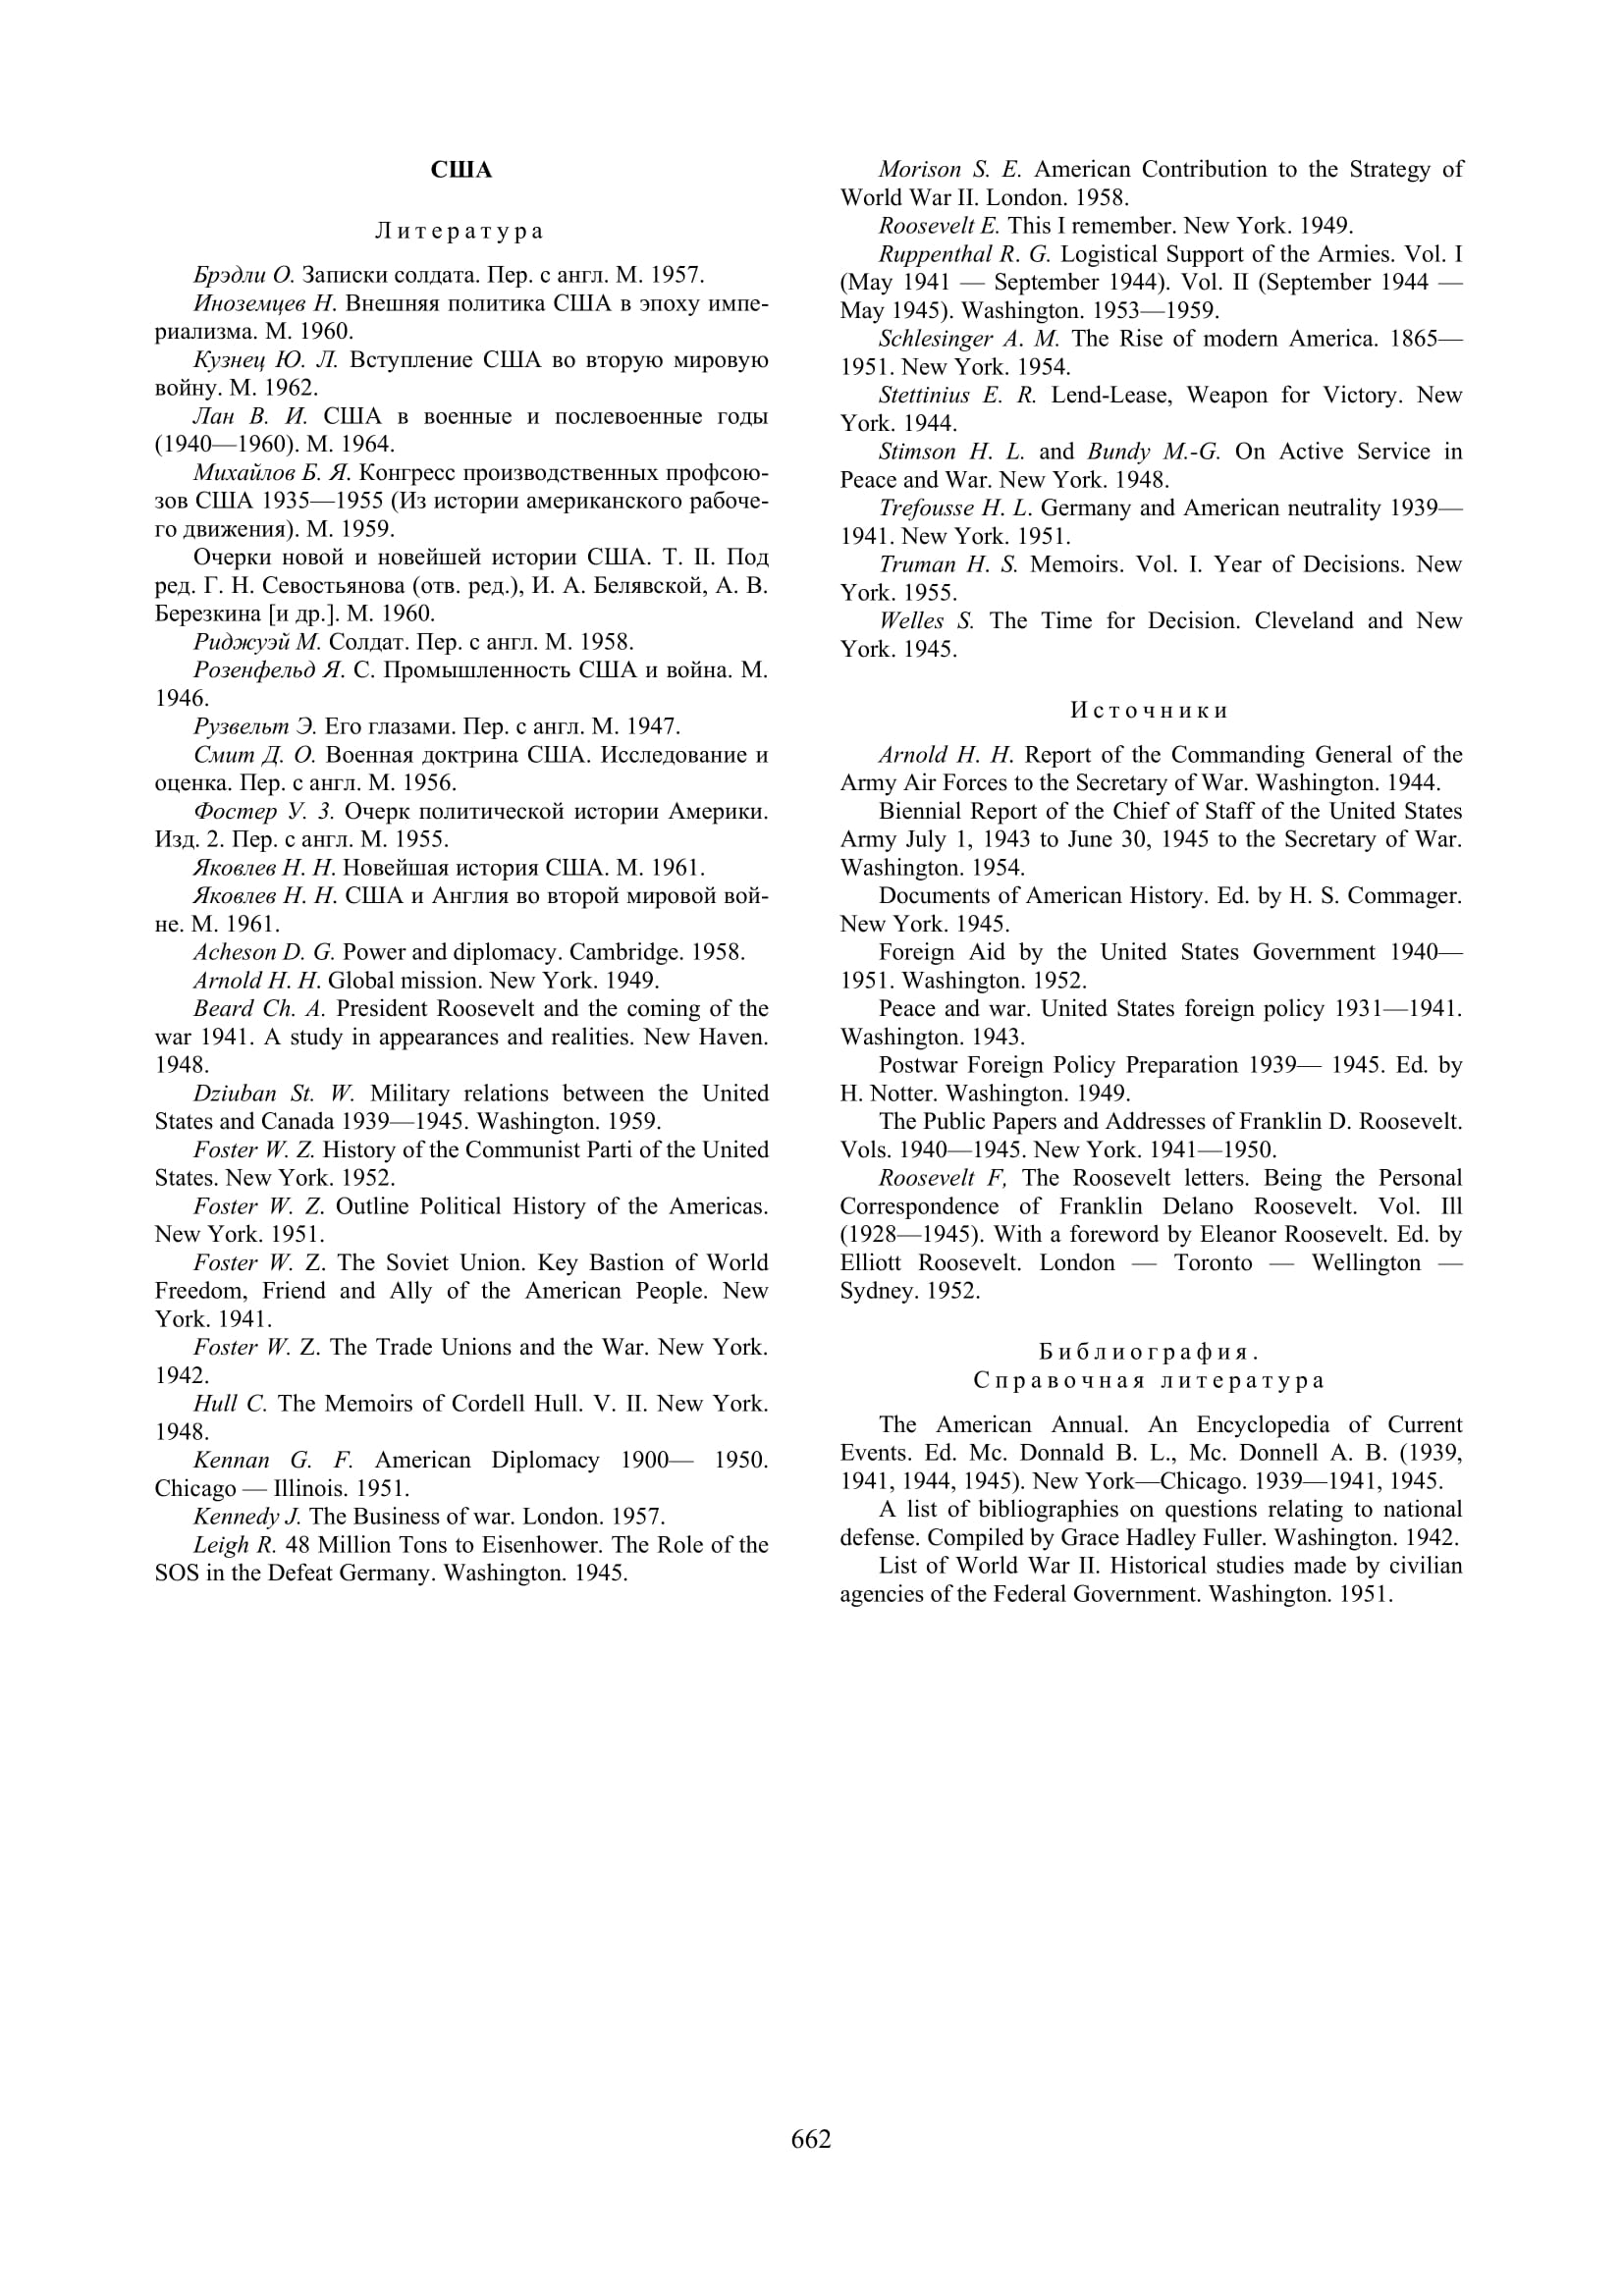 США
Литература
Брэдли О. Записки солдата. Пер. с англ. М. 1957.
Иноземцев Н. Внешняя политика США в эпоху импе-
риализма. М. 1960.
Кузнец Ю. Л. Вступление США во вторую мировую
войну. М. 1962.
Лан В. И. США в военные и послевоенные годы
(1940—1960). М. 1964.
Михайлов Б. Я. Конгресс производственных профсою-
зов США 1935—1955 (Из истории американского рабоче-
го движения). М. 1959.
Очерки новой и новейшей истории США. Т. II. Под
ред. Г. Н. Севостьянова (отв. ред.), И. А. Белявской, А. В.
Березкина [и др.]. М. 1960.
Риджуэй М. Солдат. Пер. с англ. М. 1958.
Розенфельд Я. С. Промышленность США и война. М.
1946.
Рузвельт Э. Его глазами. Пер. с англ. М. 1947.
Смит Д. О. Военная доктрина США. Исследование и
оценка. Пер. с англ. М. 1956.
Фостер У. З. Очерк политической истории Америки.
Изд. 2. Пер. с англ. М. 1955.
Яковлев Н. Н. Новейшая история США. М. 1961.
Яковлев Н. Н. США и Англия во второй мировой вой-
не. М. 1961.
Acheson D. G. Power and diplomacy. Cambridge. 1958.
Arnold H. H. Global mission. New York. 1949.
Beard Ch. A. President Roosevelt and the coming of the
war 1941. A study in appearances and realities. New Haven.
1948.
Dziuban St. W. Military relations between the United
States and Canada 1939—1945. Washington. 1959.
Foster W. Z. History of the Communist Parti of the United
States. New York. 1952.
Foster W. Z. Outline Political History of the Americas.
New York. 1951.
Foster W. Z. The Soviet Union. Key Bastion of World
Freedom, Friend and Ally of the American People. New
York. 1941.
Foster W. Z. The Trade Unions and the War. New York.
1942.
Hull C. The Memoirs of Cordell Hull. V. II. New York.
1948.
Kennan G. F. American Diplomacy 1900— 1950.
Chicago — Illinois. 1951.
Kennedy J. The Business of war. London. 1957.
Leigh R. 48 Million Tons to Eisenhower. The Role of the
SOS in the Defeat Germany. Washington. 1945.
Morison S. E. American Contribution to the Strategy of
World War II. London. 1958.
Roosevelt E. This I remember. New York. 1949.
Ruppenthal R. G. Logistical Support of the Armies. Vol. I
(May 1941 — September 1944). Vol. II (September 1944 —
May 1945). Washington. 1953—1959.
Schlesinger A. M. The Rise of modern America. 1865—
1951. New York. 1954.
Stettinius E. R. Lend-Lease, Weapon for Victory. New
York. 1944.
Stimson H. L. and Bundy M.-G. On Active Service in
Peace and War. New York. 1948.
Trefousse H. L. Germany and American neutrality 1939—
1941. New York. 1951.
Truman H. S. Memoirs. Vol. I. Year of Decisions. New
York. 1955.
Welles S. The Time for Decision. Cleveland and New
York. 1945.
Источники
Arnold H. H. Report of the Commanding General of the
Army Air Forces to the Secretary of War. Washington. 1944.
Biennial Report of the Chief of Staff of the United States
Army July 1, 1943 to June 30, 1945 to the Secretary of War.
Washington. 1954.
Documents of American History. Ed. by H. S. Commager.
New York. 1945.
Foreign Aid by the United States Government 1940—
1951. Washington. 1952.
Peace and war. United States foreign policy 1931—1941.
Washington. 1943.
Postwar Foreign Policy Preparation 1939— 1945. Ed. by
H. Notter. Washington. 1949.
The Public Papers and Addresses of Franklin D. Roosevelt.
Vols. 1940—1945. New York. 1941—1950.
Roosevelt F, The Roosevelt letters. Being the Personal
Correspondence of Franklin Delano Roosevelt. Vol. Ill
(1928—1945). With a foreword by Eleanor Roosevelt. Ed. by
Elliott Roosevelt. London — Toronto — Wellington —
Sydney. 1952.
Библиография.
Справочная литература
The American Annual. An Encyclopedia of Current
Events. Ed. Mc. Donnald B. L., Mc. Donnell A. B. (1939,
1941, 1944, 1945). New York—Chicago. 1939—1941, 1945.
A list of bibliographies on questions relating to national
defense. Compiled by Grace Hadley Fuller. Washington. 1942.
List of World War II. Historical studies made by civilian
agencies of the Federal Government. Washington. 1951.
662